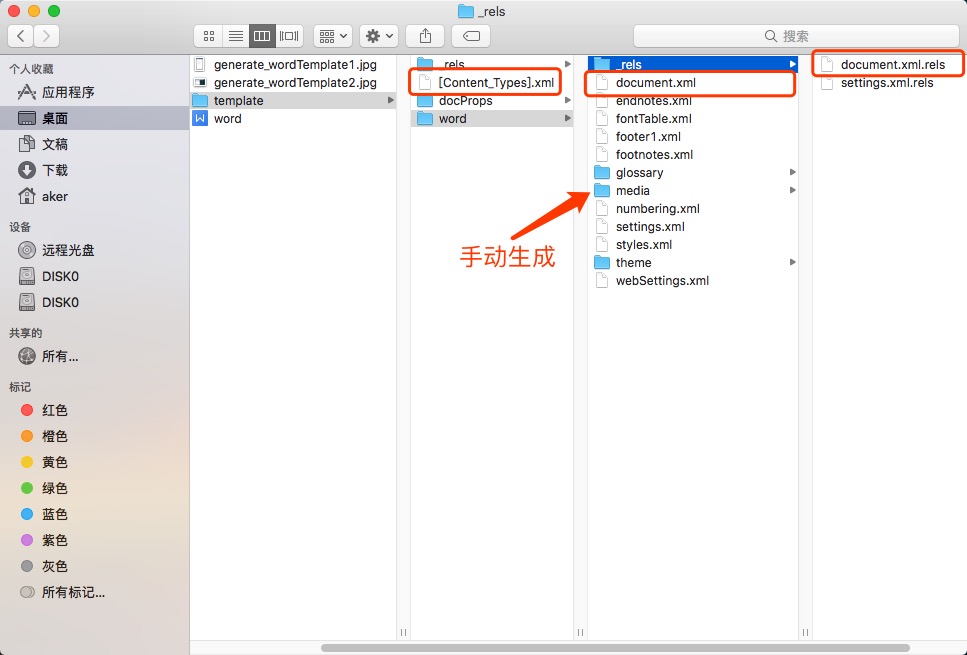 _rels
搜索
个人收藏
应用程序
桌面
文稿
下载
aker
设备
远程光盘
DISK0
DISK0
共享的
所有...
标记
红色
橙色
黄色
绿色
蓝色
紫色
灰色
所有标记...
generate_wordTemplate1.jpg
generate_wordTemplate2.jpg
template
word
_rels
[Content_Types].xml
docProps
word
_rels
document.xml
endnotes.xml
fontTable.xml
footer1.xml
footnotes.xml
glossary
media
numbering.xml
settings.xml
styles.xml
theme
webSettings.xml
手动生成
document.xml.rels
settings.xml.rels